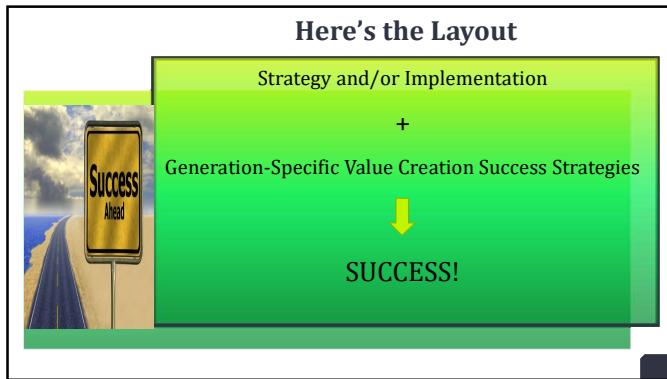 Here's the Layout
Strategy and/or Implementation
+
Generation-Specific Value Creation Success Strategies
SUCCESS!
Success
Ahead